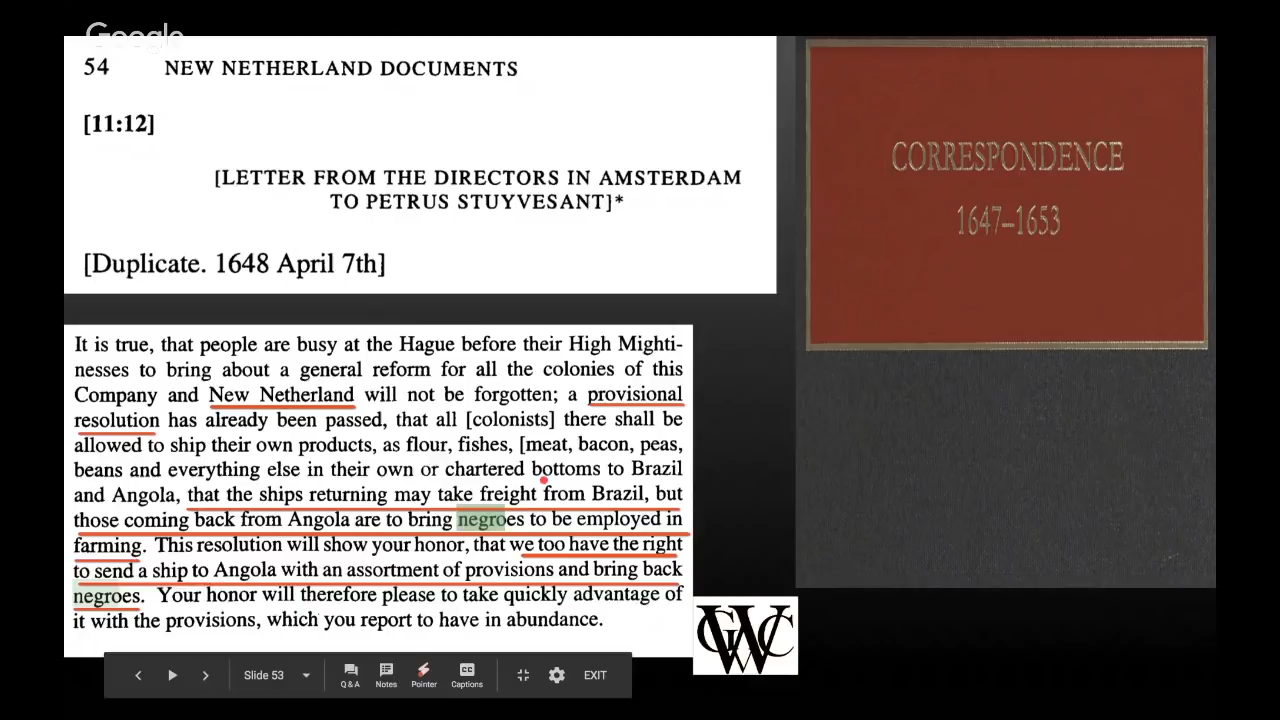 Google
54 NEW NETHERLAND DOCUMENTS
[11:12]
[LETTER FROM THE DIRECTORS IN AMSTERDAM
TO PETRUS STUYVESANT]*
[Duplicate. 1648 April 7th]
It is true, that people are busy at the Hague before their High Mighti-
nesses to bring about a general reform for all the colonies of this
Company and New Netherland will not be forgotten; a provisional
resolution has already been passed, that all [colonists] there shall be
allowed to ship their own products, as flour, fishes, [meat, bacon, peas,
beans and everything else in their own or chartered bottoms to Brazil
and Angola, that the ships returning may take freight from Brazil, but
those coming back from Angola are to bring negroes to be employed in
farming. This resolution will show your honor, that we too have the right
to send a ship to Angola with an assortment of provisions and bring back
negroes. Your honor will therefore please to take quickly advantage of
it with the provisions, which you report to have in abundance.
CORRESPONDENCE
1647–1653
GWC
Slide 53
Q & A
Notes
Pointer
CC
Captions
EXIT